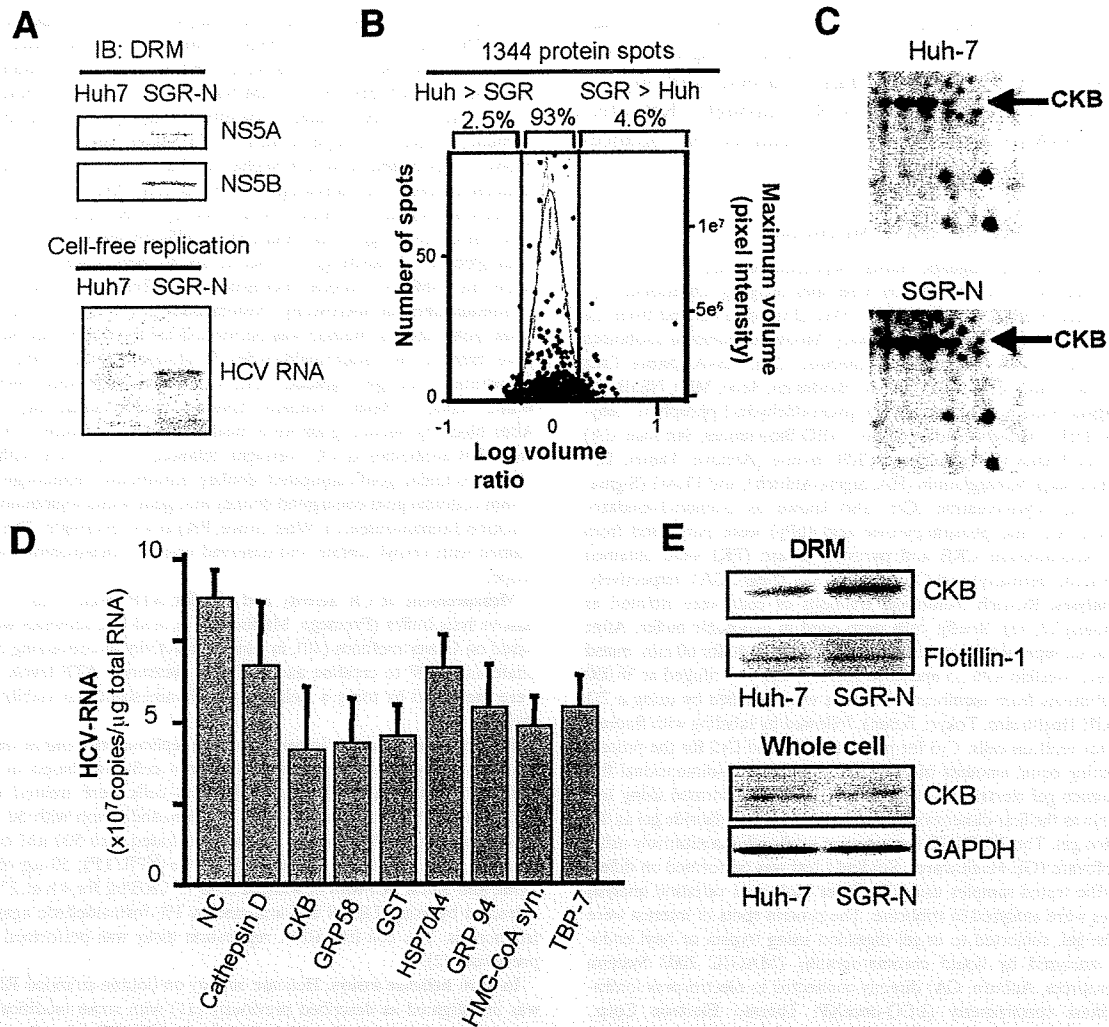 A
IB: DRM
Huh7 SGR-N
NS5A
NS5B
Cell-free replication
Huh7 SGR-N
HCV RNA
B
1344 protein spots
Huh > SGR SGR > Huh
2.5% 93% 4.6%
Number of spots
50
0
Maximum volume
(pixel intensity)
1e⁷
5e⁶
-1 0 1
Log volume
ratio
C
Huh-7
CKB
SGR-N
CKB
D
HCV-RNA
(x10⁷copies/µg total RNA)
10
5
0
NC
Cathepsin D
CKB
GRP58
GST
HSP70A4
GRP 94
HMG-CoA syn.
TBP-7
E
DRM
CKB
Flotillin-1
Huh-7 SGR-N
Whole cell
CKB
GAPDH
Huh-7 SGR-N